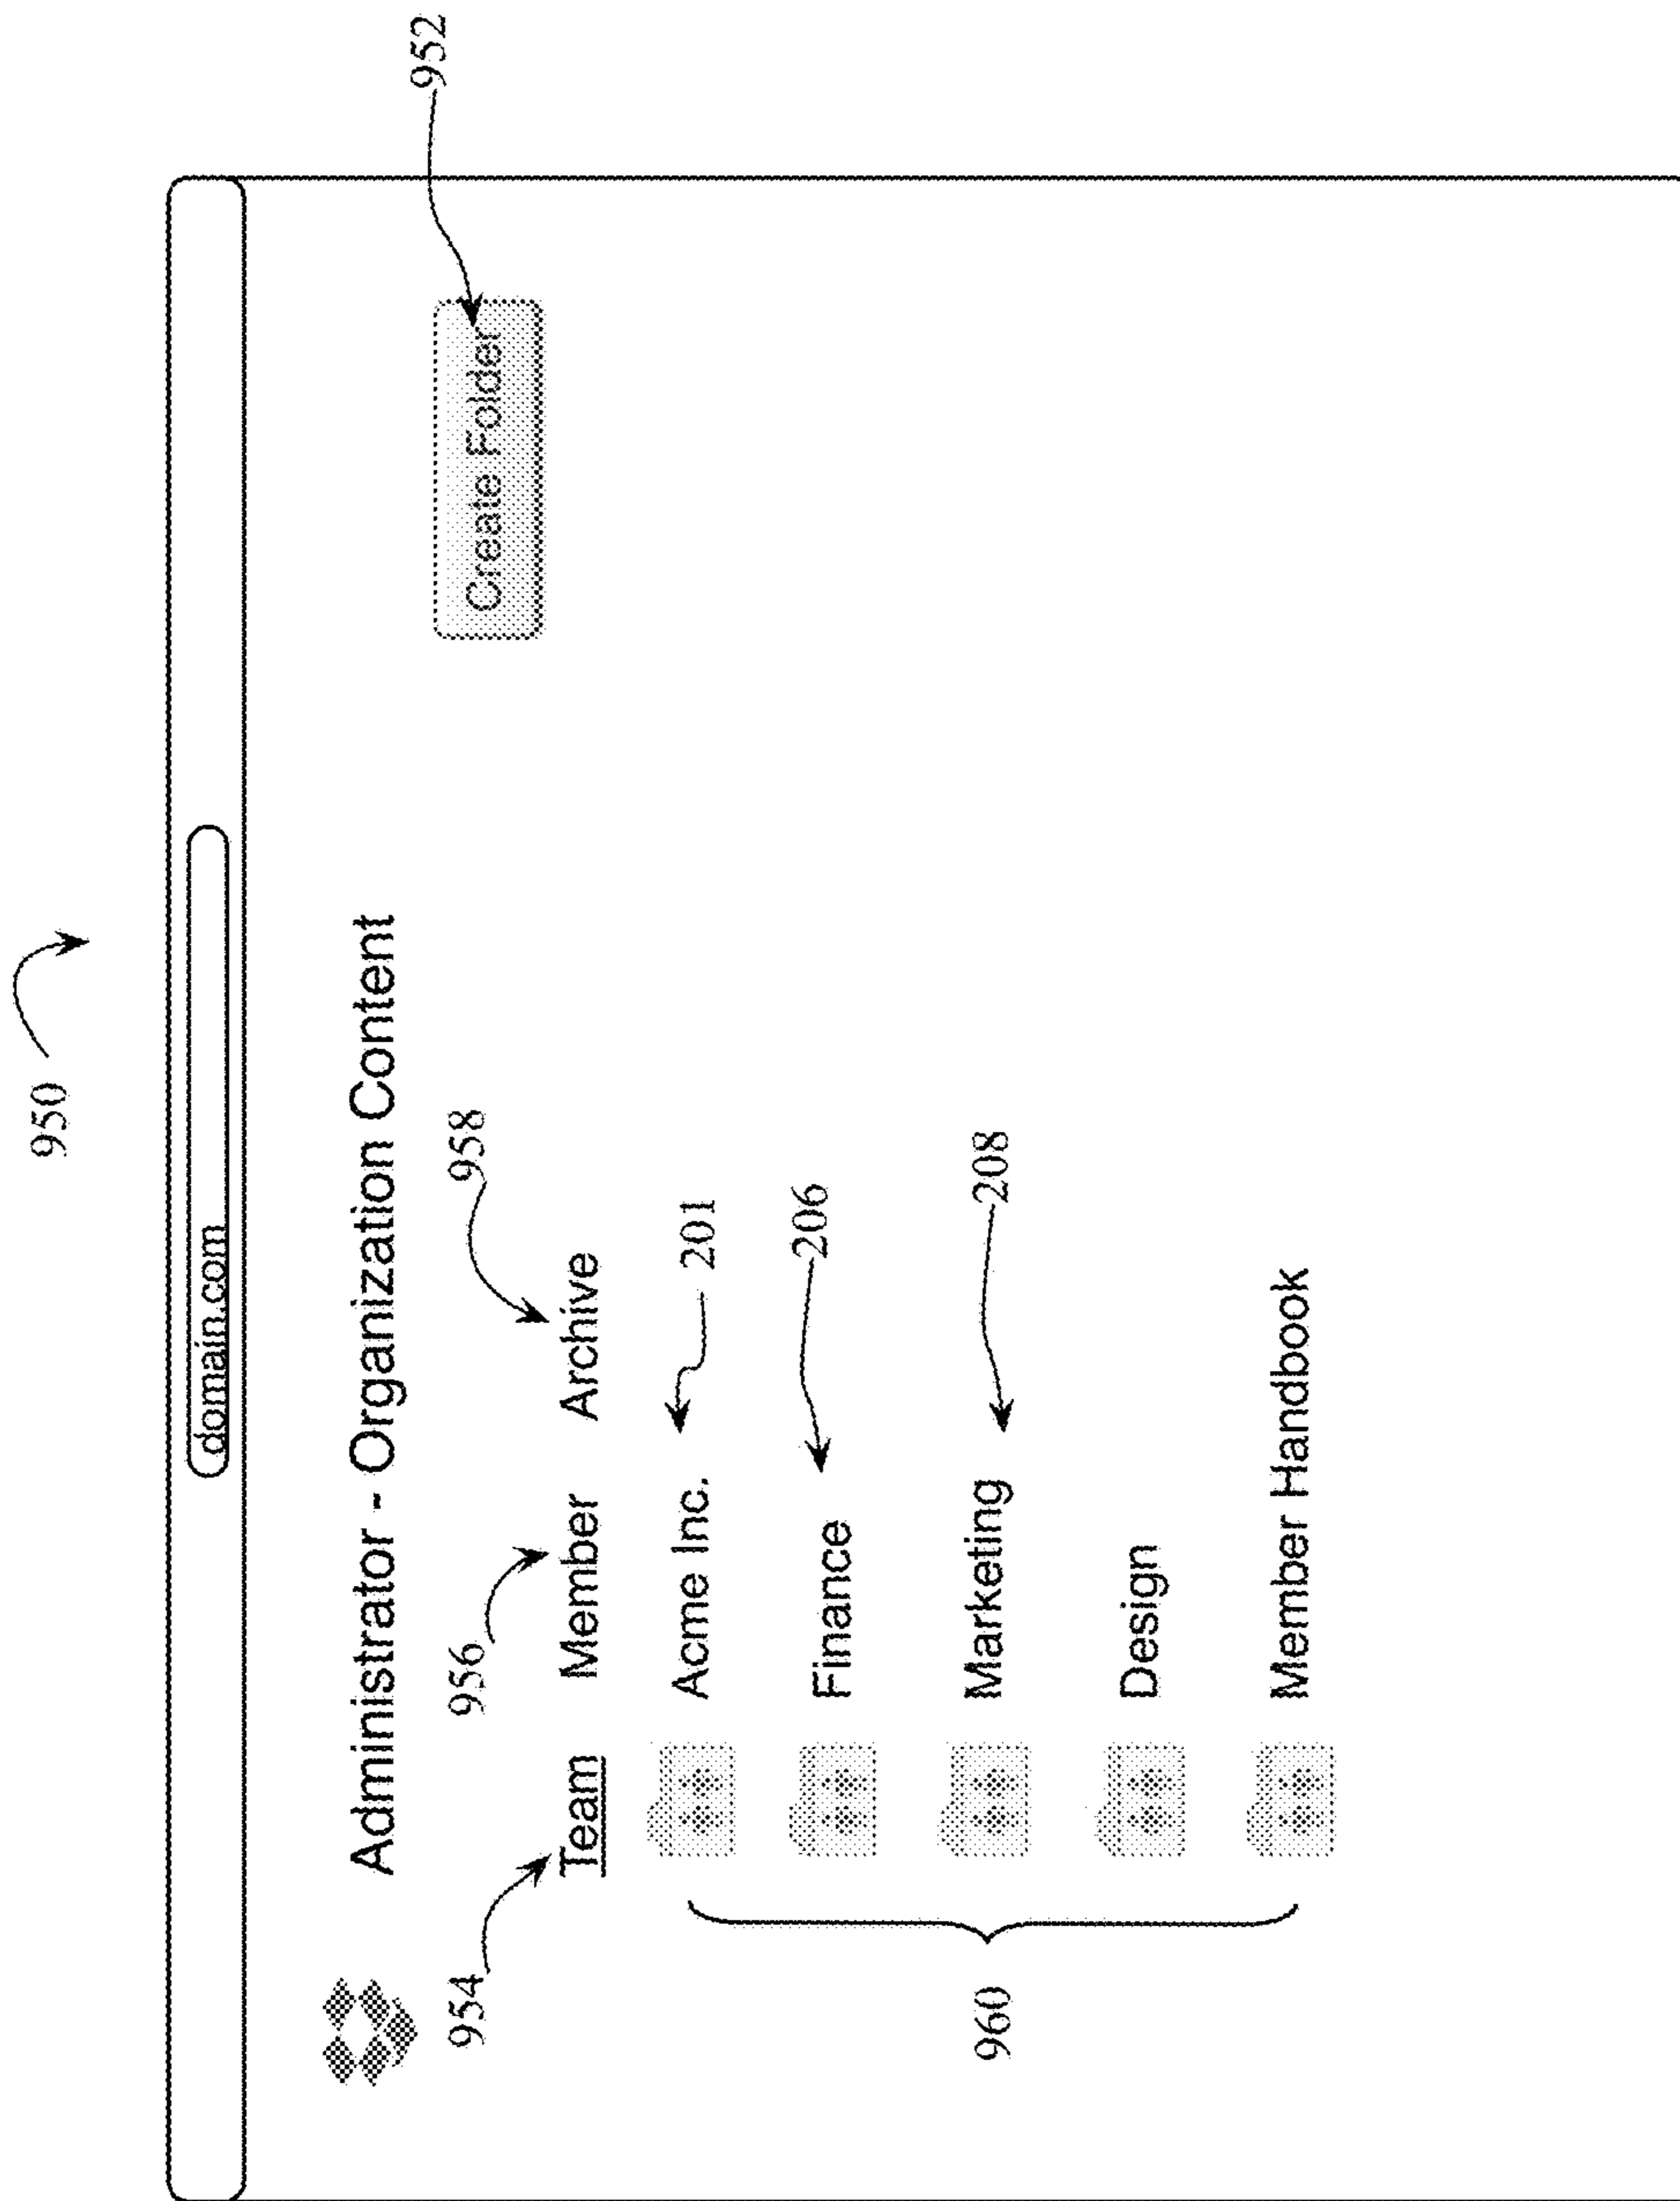 950
domain.com
Administrator - Organization Content
952
954 956 958
Team Member Archive
Create Folder
Acme Inc. 201
Finance 206
960
Marketing 208
Design
Member Handbook